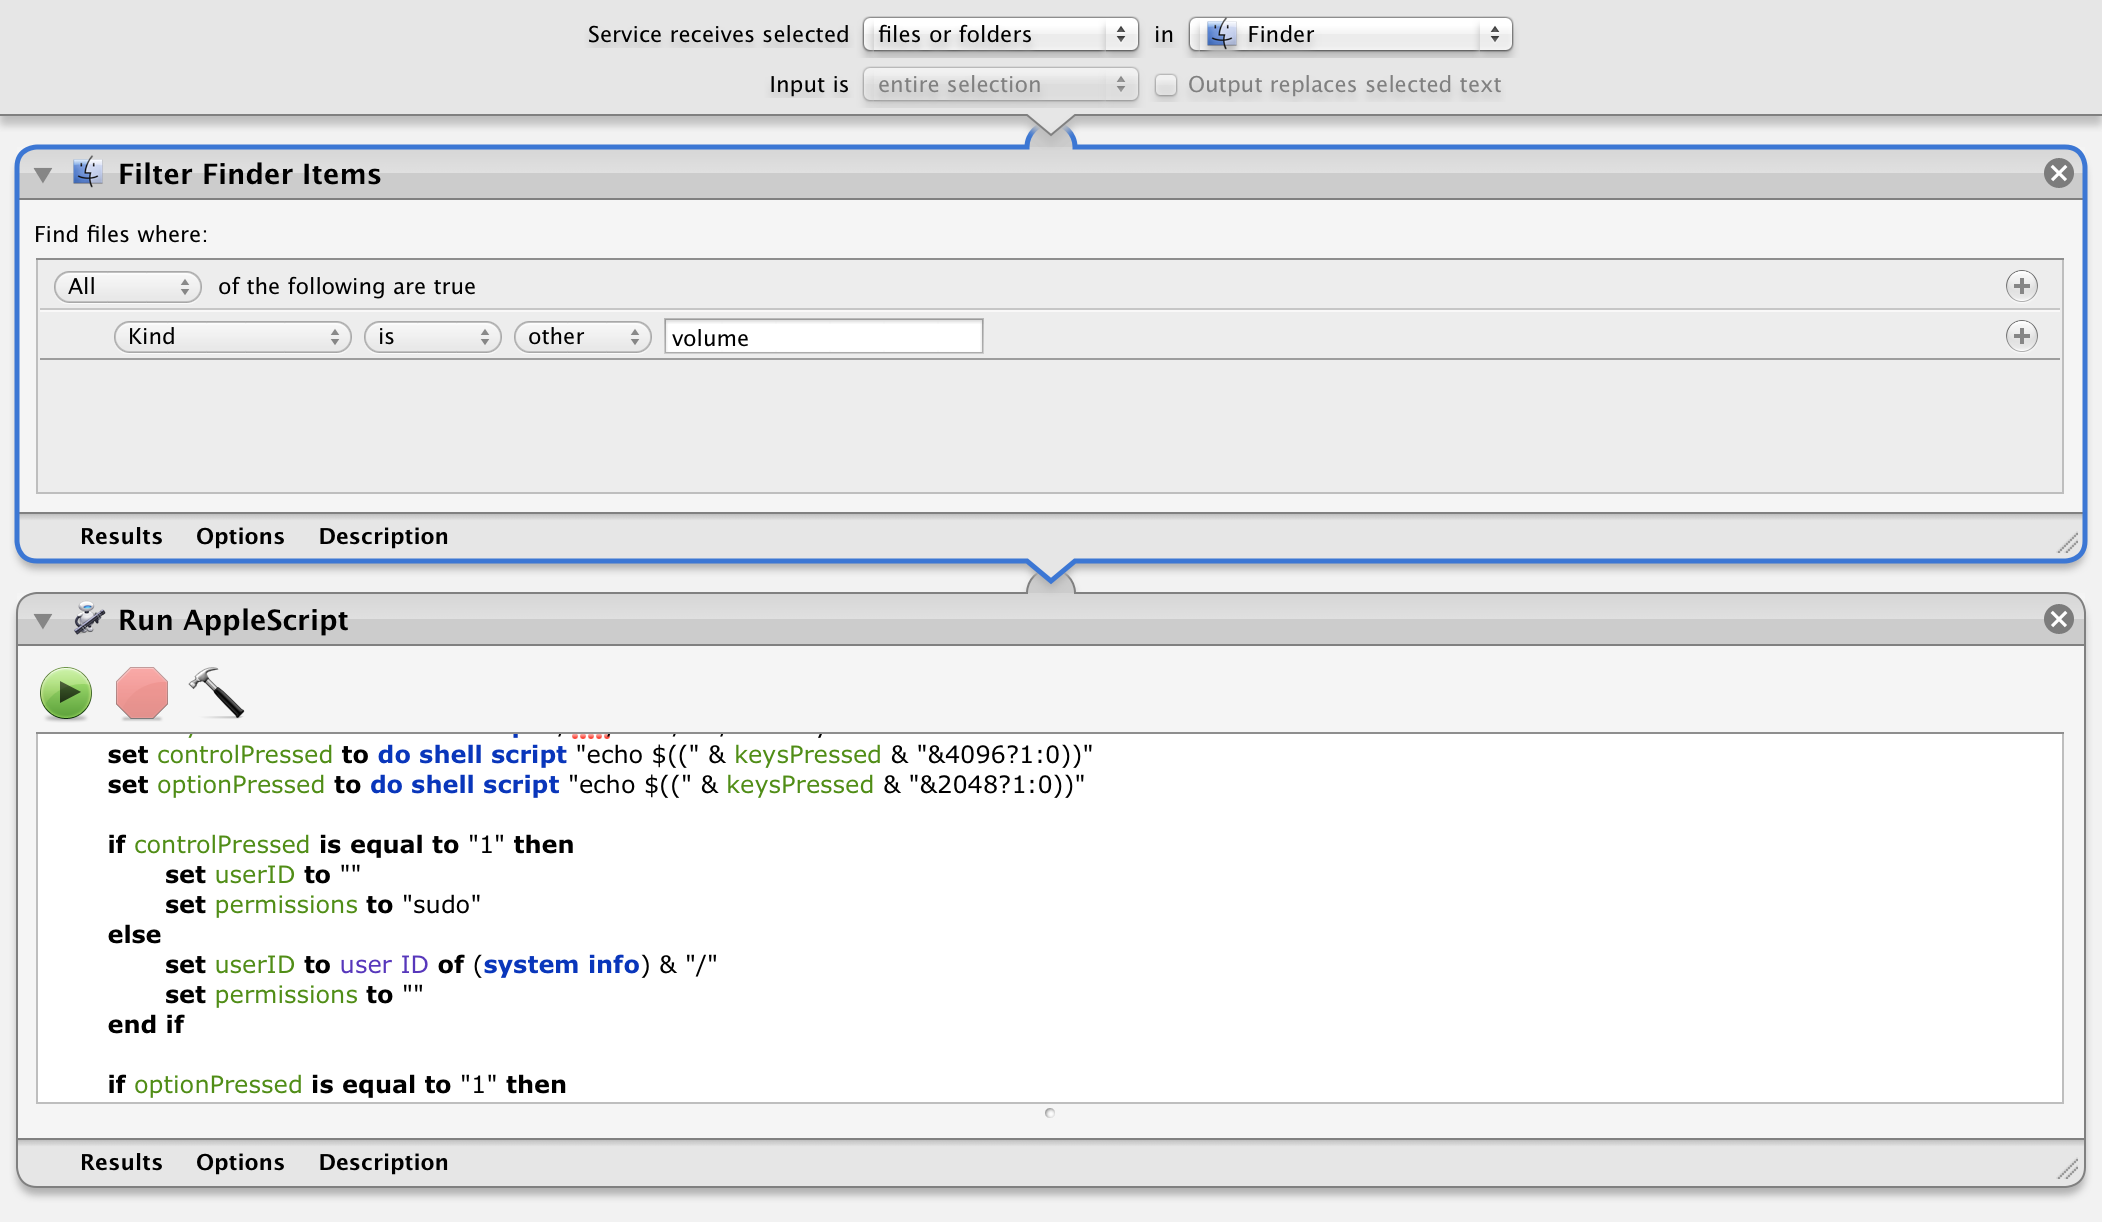 Service receives selected files or folders in Finder
Input is entire selection Output replaces selected text
Filter Finder Items
Find files where:
All of the following are true
Kind is other volume
Results Options Description
Run AppleScript
set controlPressed to do shell script "echo $((" & keysPressed & "&4096?1:0))"
set optionPressed to do shell script "echo $((" & keysPressed & "&2048?1:0))"
if controlPressed is equal to "1" then
set userID to ""
set permissions to "sudo"
else
set userID to user ID of (system info) & "/"
set permissions to ""
end if
if optionPressed is equal to "1" then
Results Options Description